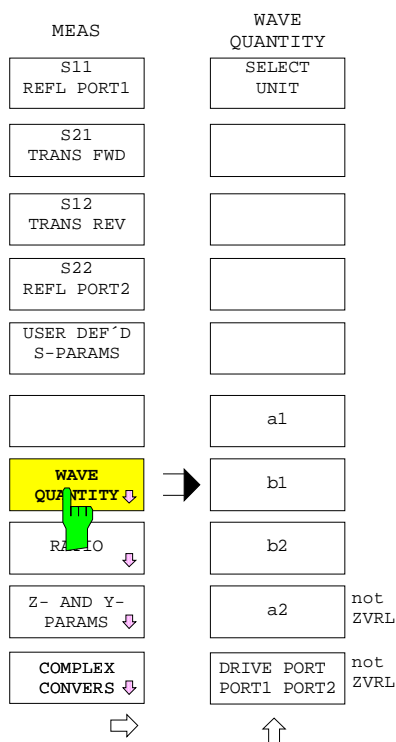 MEAS
S11
REFL PORT1
S21
TRANS FWD
S12
TRANS REV
S22
REFL PORT2
USER DEF´D
S-PARAMS
WAVE
QUANTITY
RATIO
Z- AND Y-
PARAMS
COMPLEX
CONVERS
WAVE
QUANTITY
SELECT
UNIT
a1
b1
b2
a2
not
ZVRL
DRIVE PORT
PORT1 PORT2
not
ZVRL